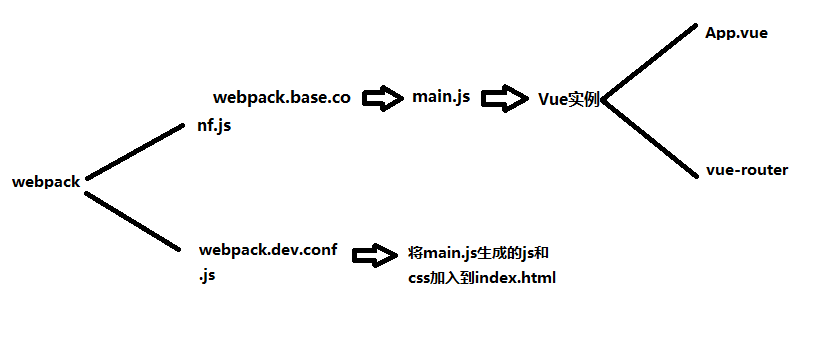 webpack
webpack.base.co
nf.js
main.js
Vue实例
App.vue
vue-router
webpack.dev.conf
.js
将main.js生成的js和
css加入到index.html